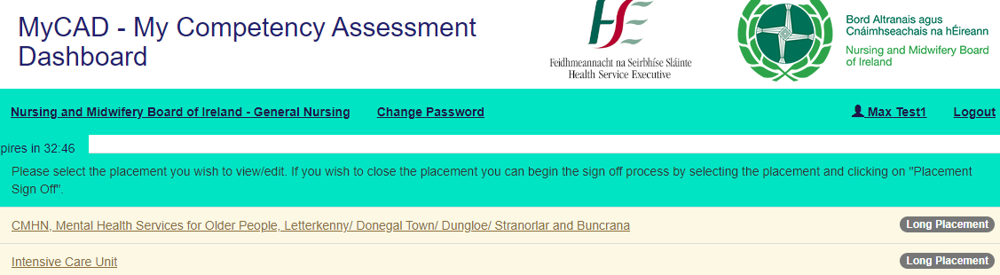 MyCAD - My Competency Assessment
Dashboard
Feidhmeannacht na Seirbhíse Sláinte
Health Service Executive
Bord Altranais agus
Cnáimhseachais na hÉireann
Nursing and Midwifery Board
of Ireland
Nursing and Midwifery Board of Ireland - General Nursing Change Password Max Test1 Logout
pires in 32:46
Please select the placement you wish to view/edit. If you wish to close the placement you can begin the sign off process by selecting the placement and clicking on "Placement
Sign Off".
CMHN, Mental Health Services for Older People, Letterkenny/ Donegal Town/ Dungloe/ Stranorlar and Buncrana Long Placement
Intensive Care Unit Long Placement